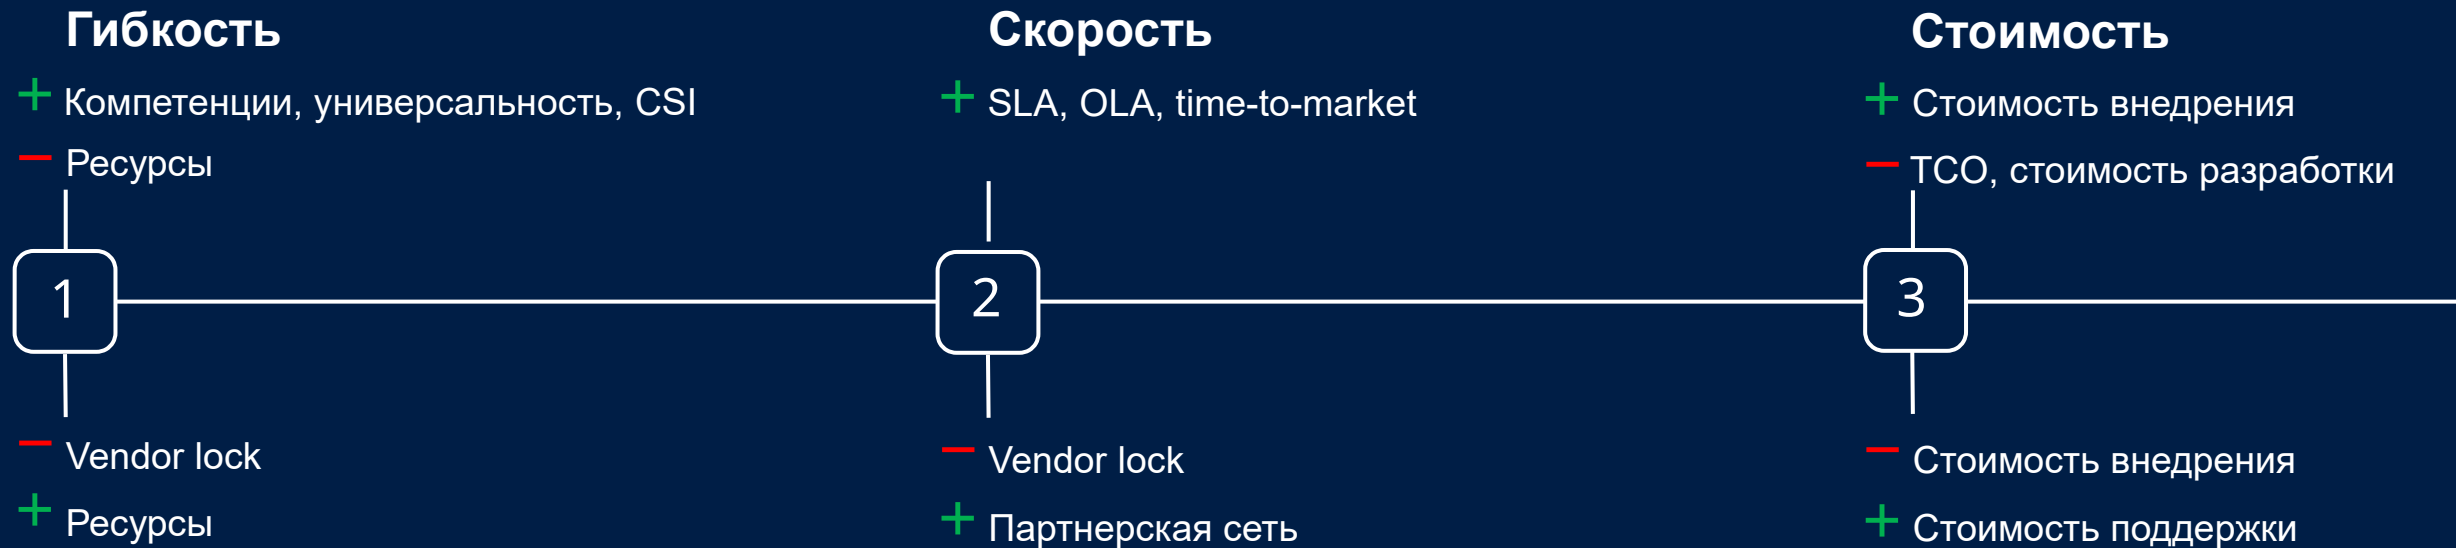 Гибкость
+ Компетенции, универсальность, CSI
− Ресурсы
Скорость
+ SLA, OLA, time-to-market
Стоимость
+ Стоимость внедрения
− TCO, стоимость разработки
1
2
3
− Vendor lock
+ Ресурсы
− Vendor lock
+ Партнерская сеть
− Стоимость внедрения
+ Стоимость поддержки